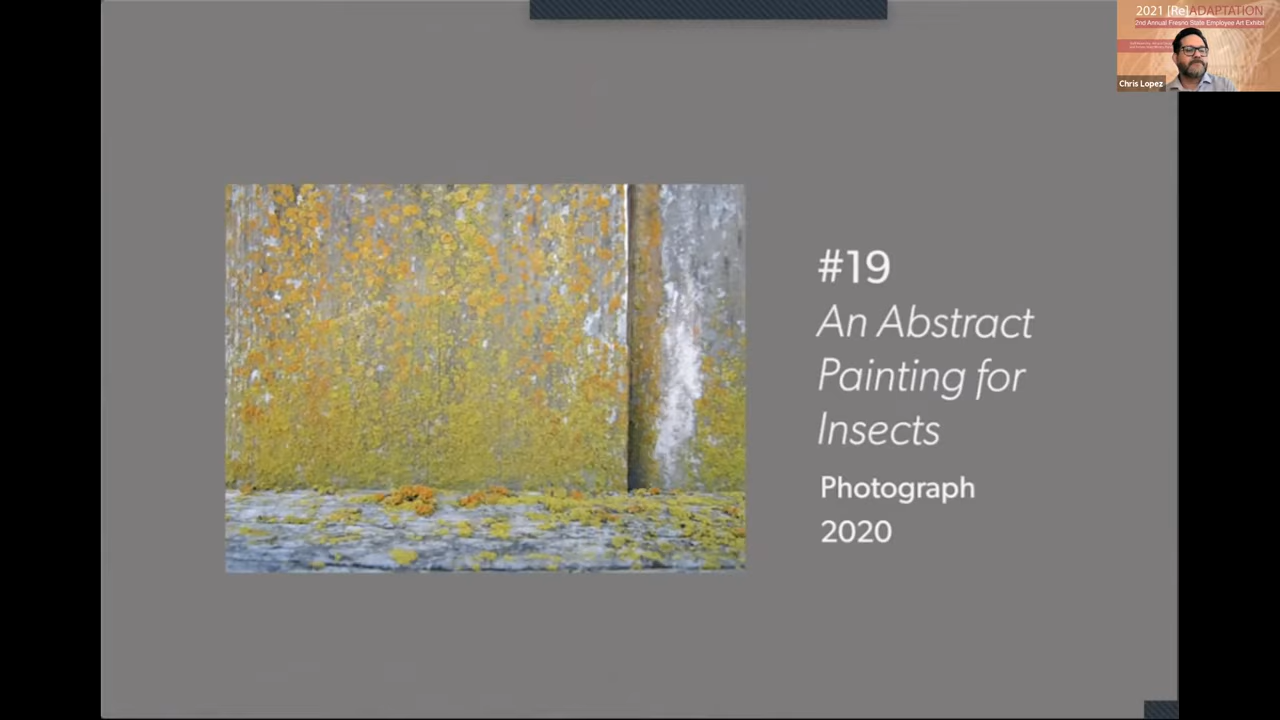 2021 [Re]ADAPTATION
2nd Annual Fresno State Employee Art Exhibit
Chris Lopez
#19
An Abstract
Painting for
Insects
Photograph
2020